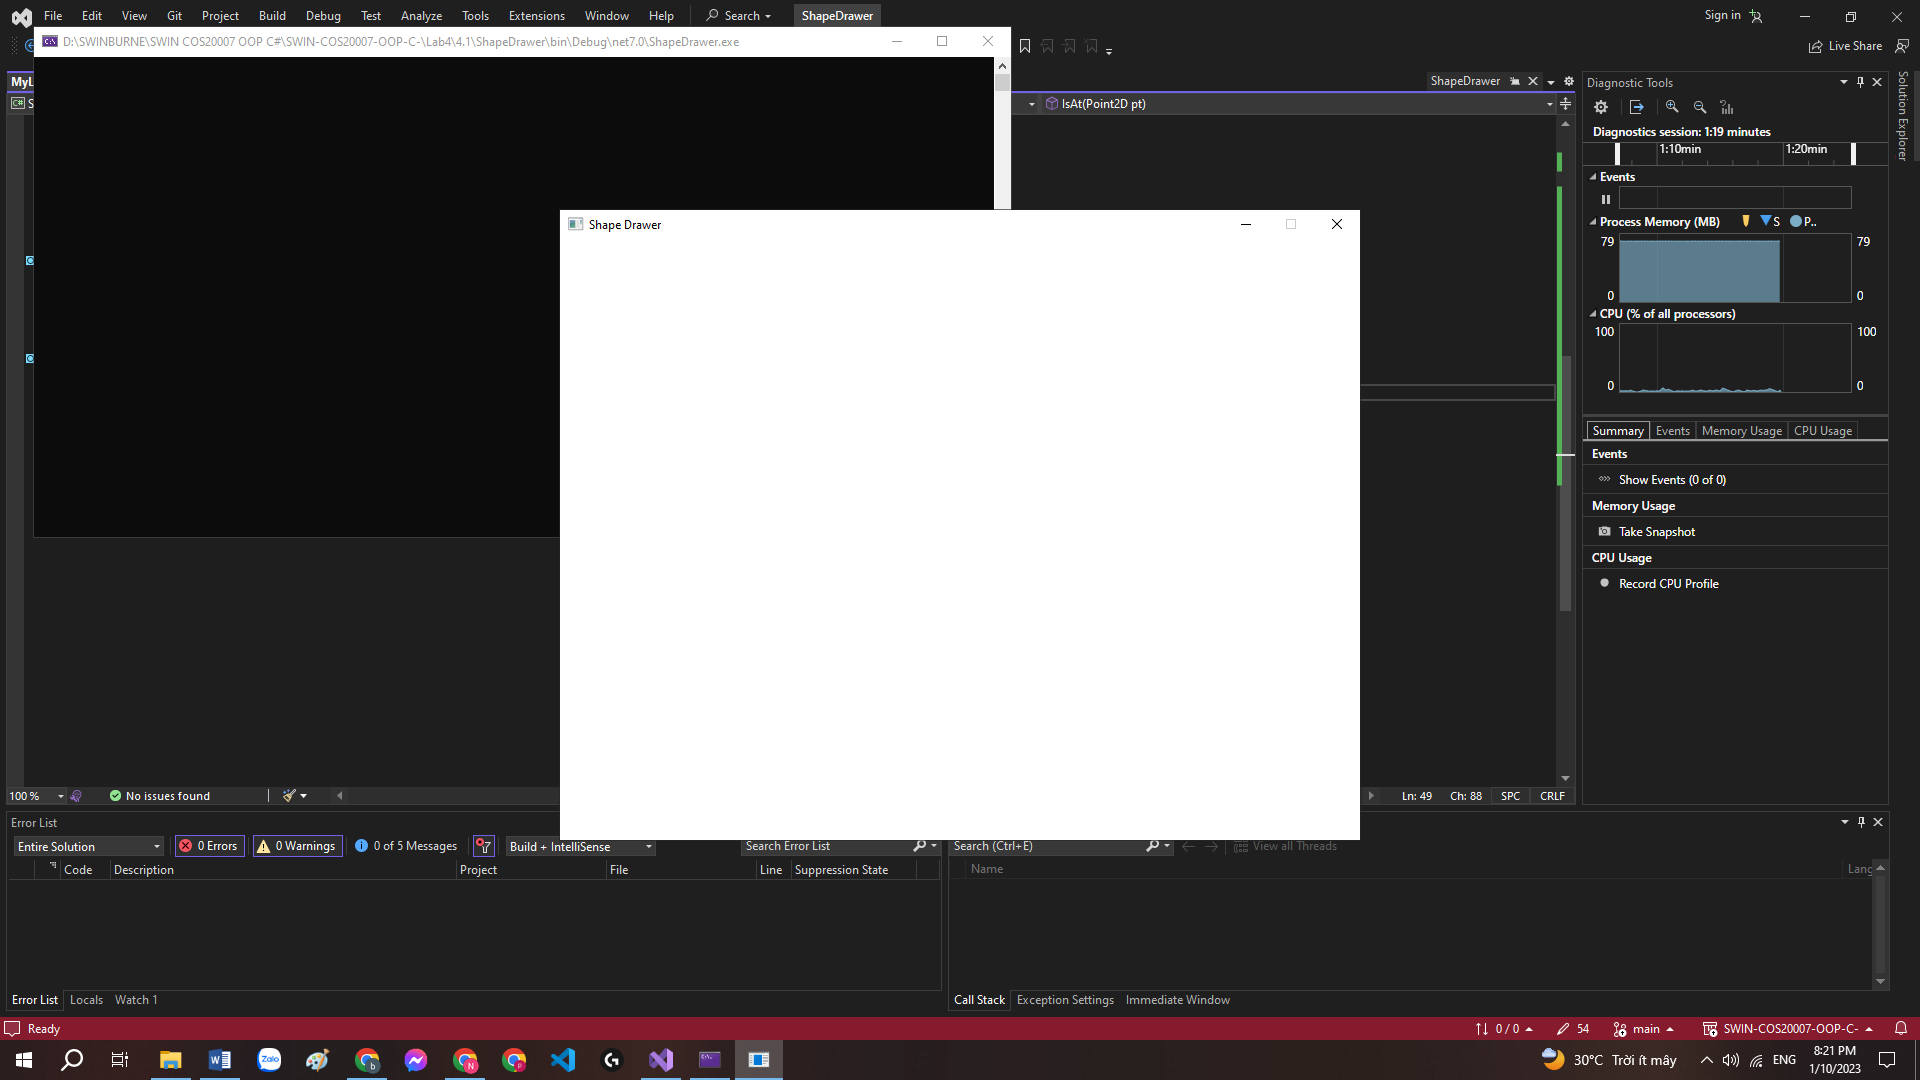 File Edit View Git Project Build Debug Test Analyze Tools Extensions Window Help Search ShapeDrawer Sign in
D:\SWINBURNE\SWIN COS20007 OOP C#\SWIN-COS20007-OOP-C-\Lab4\4.1\ShapeDrawer\bin\Debug\net7.0\ShapeDrawer.exe
Live Share
MyL
ShapeDrawer
Diagnostic Tools
Solution Explorer
C# S
IsAt(Point2D pt)
Diagnostics session: 1:19 minutes
1:10min 1:20min
Events
Process Memory (MB) S P..
79 79
0 0
CPU (% of all processors)
100 100
0 0
Shape Drawer
Summary Events Memory Usage CPU Usage
Events
Show Events (0 of 0)
Memory Usage
Take Snapshot
CPU Usage
Record CPU Profile
100 % No issues found Ln: 49 Ch: 88 SPC CRLF
Error List
Entire Solution 0 Errors 0 Warnings 0 of 5 Messages Build + IntelliSense Search Error List
Search (Ctrl+E) View all Threads
Code Description Project File Line Suppression State
Name Lang
Error List Locals Watch 1
Call Stack Exception Settings Immediate Window
Ready 0 / 0 54 main SWIN-COS20007-OOP-C-
Zalo
30°C Trời ít mây ENG
8:21 PM
1/10/2023